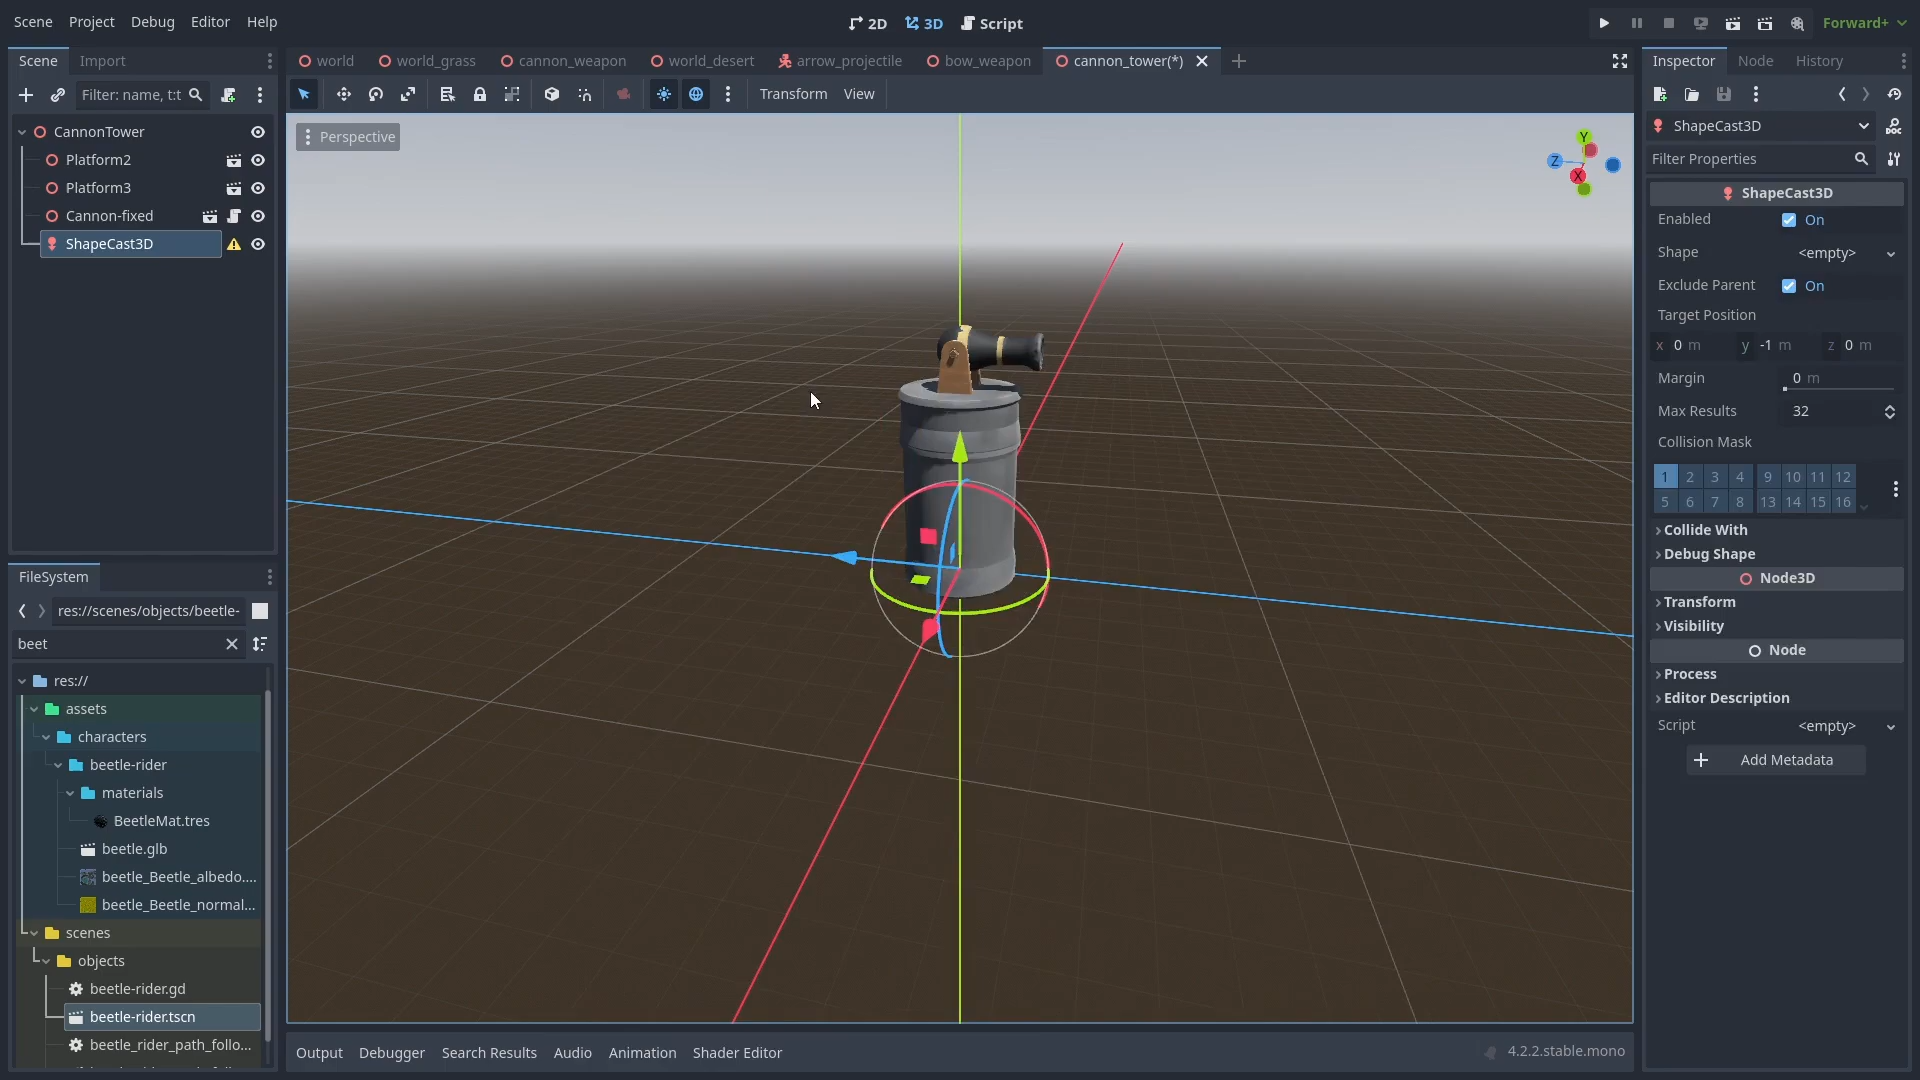 Scene Project Debug Editor Help
2D 3D Script
Forward+
Scene Import
Filter: name, t:t
CannonTower
Platform2
Platform3
Cannon-fixed
ShapeCast3D
FileSystem
res://scenes/objects/beetle-
beet
res://
assets
characters
beetle-rider
materials
BeetleMat.tres
beetle.glb
beetle_Beetle_albedo....
beetle_Beetle_normal...
scenes
objects
beetle-rider.gd
beetle-rider.tscn
beetle_rider_path_follo...
world world_grass cannon_weapon world_desert arrow_projectile bow_weapon cannon_tower(*)
Transform View
Perspective
Y
Z
X
Output Debugger Search Results Audio Animation Shader Editor
4.2.2.stable.mono
Inspector Node History
ShapeCast3D
Filter Properties
ShapeCast3D
Enabled On
Shape <empty>
Exclude Parent On
Target Position
x 0 m y -1 m z 0 m
Margin 0 m
Max Results 32
Collision Mask
1 2 3 4 9 10 11 12
5 6 7 8 13 14 15 16
Collide With
Debug Shape
Node3D
Transform
Visibility
Node
Process
Editor Description
Script <empty>
Add Metadata